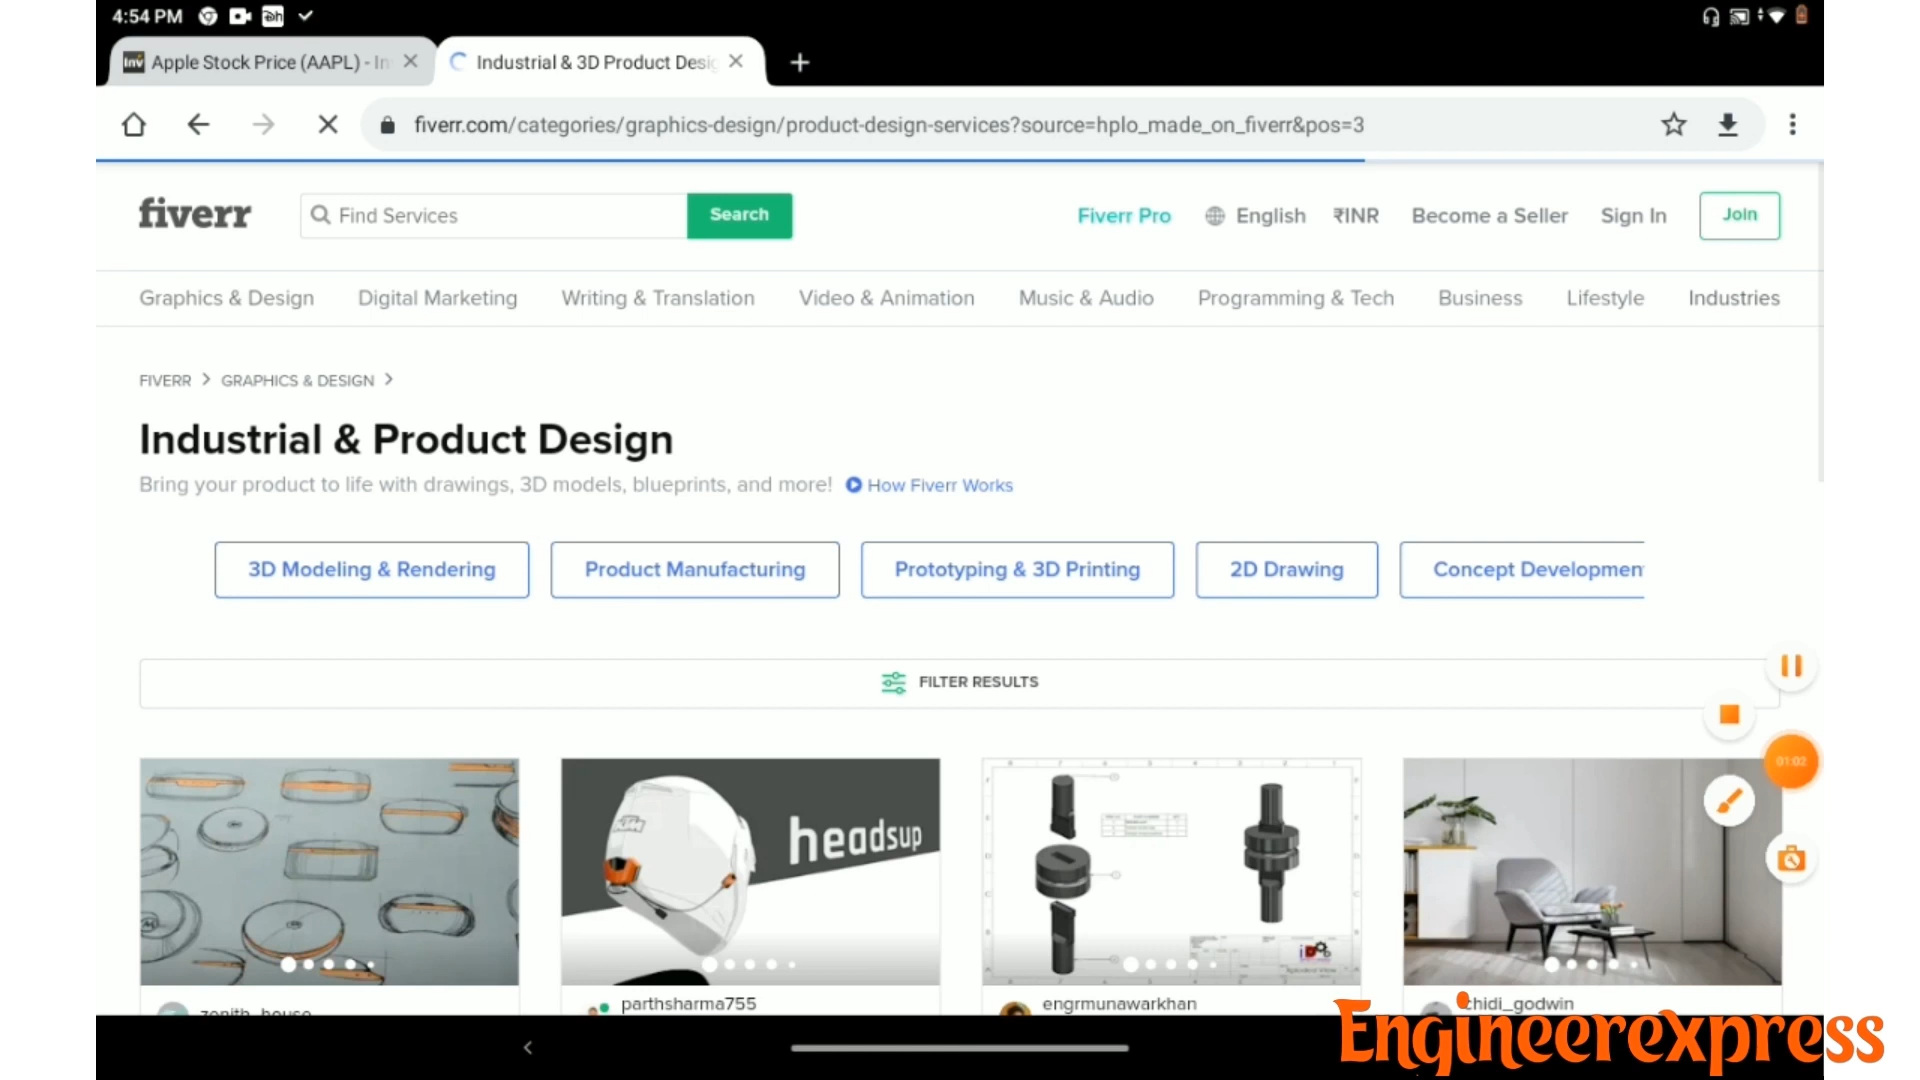 4:54 PM
Inv Apple Stock Price (AAPL) - In
Industrial & 3D Product Desig
fiverr.com/categories/graphics-design/product-design-services?source=hplo_made_on_fiverr&pos=3
fiverr
Find Services
Search
Fiverr Pro
English
₹INR
Become a Seller
Sign In
Join
Graphics & Design
Digital Marketing
Writing & Translation
Video & Animation
Music & Audio
Programming & Tech
Business
Lifestyle
Industries
FIVERR > GRAPHICS & DESIGN >
Industrial & Product Design
Bring your product to life with drawings, 3D models, blueprints, and more! How Fiverr Works
3D Modeling & Rendering
Product Manufacturing
Prototyping & 3D Printing
2D Drawing
Concept Developmen
FILTER RESULTS
01:02
KTM
headsup
zenith_house
parthsharma755
engrmunawarkhan
chidi_godwin
Engineerexpress